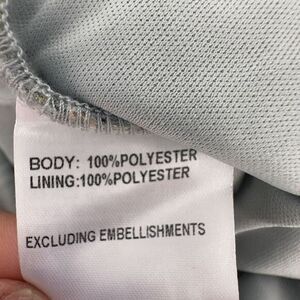 BODY: 100%POLYESTER
LINING:100%POLYESTER
EXCLUDING EMBELLISHMENTS